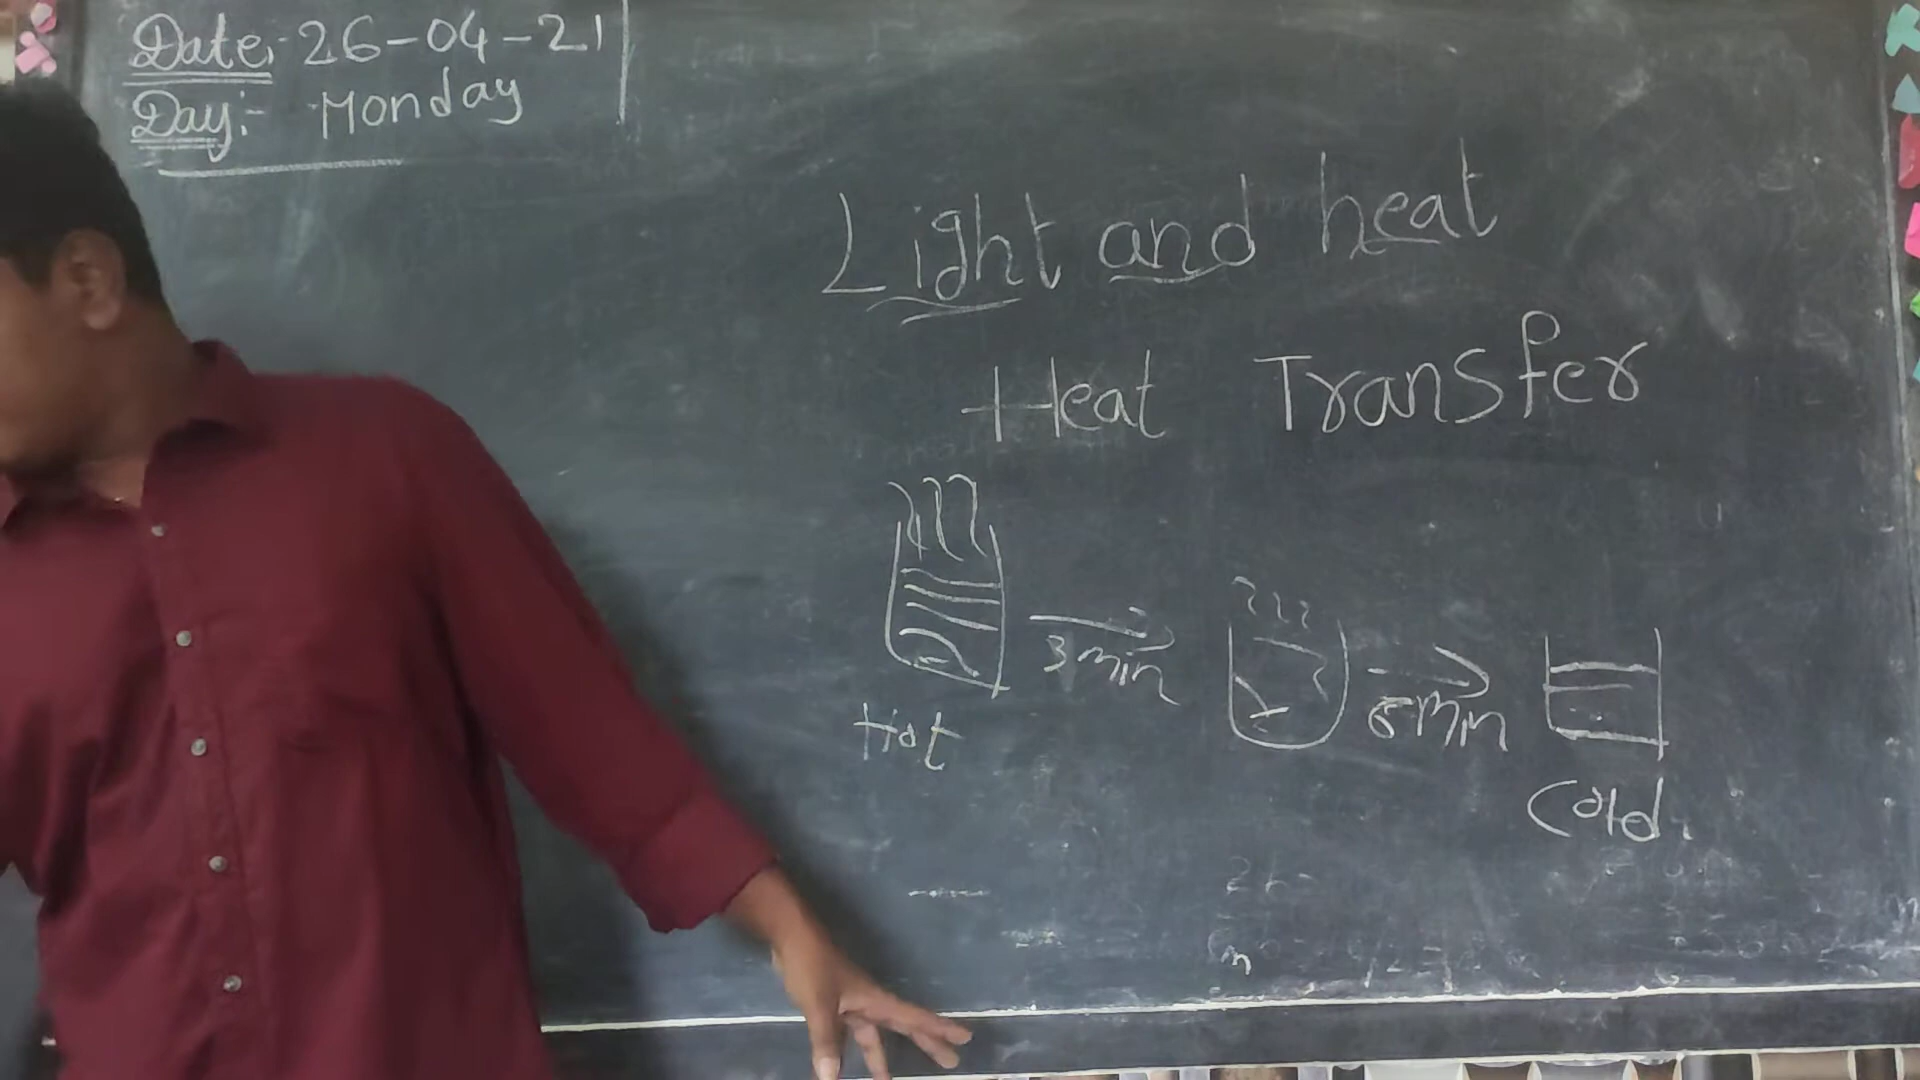 Date:- 26-04-21
Day:- Monday
Light and heat
Heat Transfer
3 min
5 min
Hot
Cold.